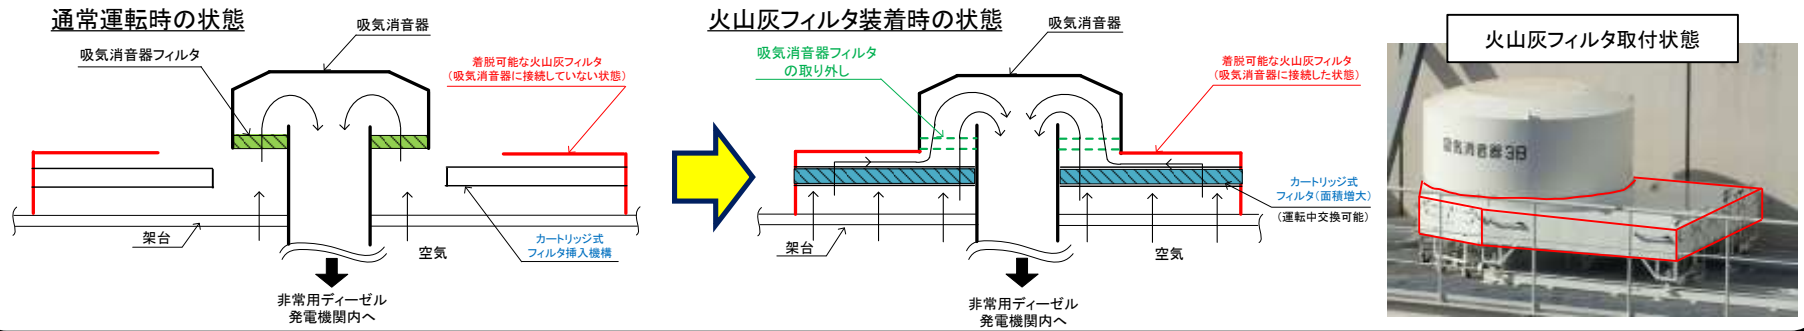 通常運転時の状態
吸気消音器
吸気消音器フィルタ
着脱可能な火山灰フィルタ
(吸気消音器に接続していない状態)
架台
カートリッジ式
フィルタ挿入機構
空気
非常用ディーゼル
発電機関内へ
火山灰フィルタ装着時の状態
吸気消音器
吸気消音器フィルタ
の取り外し
着脱可能な火山灰フィルタ
(吸気消音器に接続した状態)
カートリッジ式
フィルタ(面積増大)
(運転中交換可能)
架台
空気
非常用ディーゼル
発電機関内へ
火山灰フィルタ取付状態
吸気消音器3B